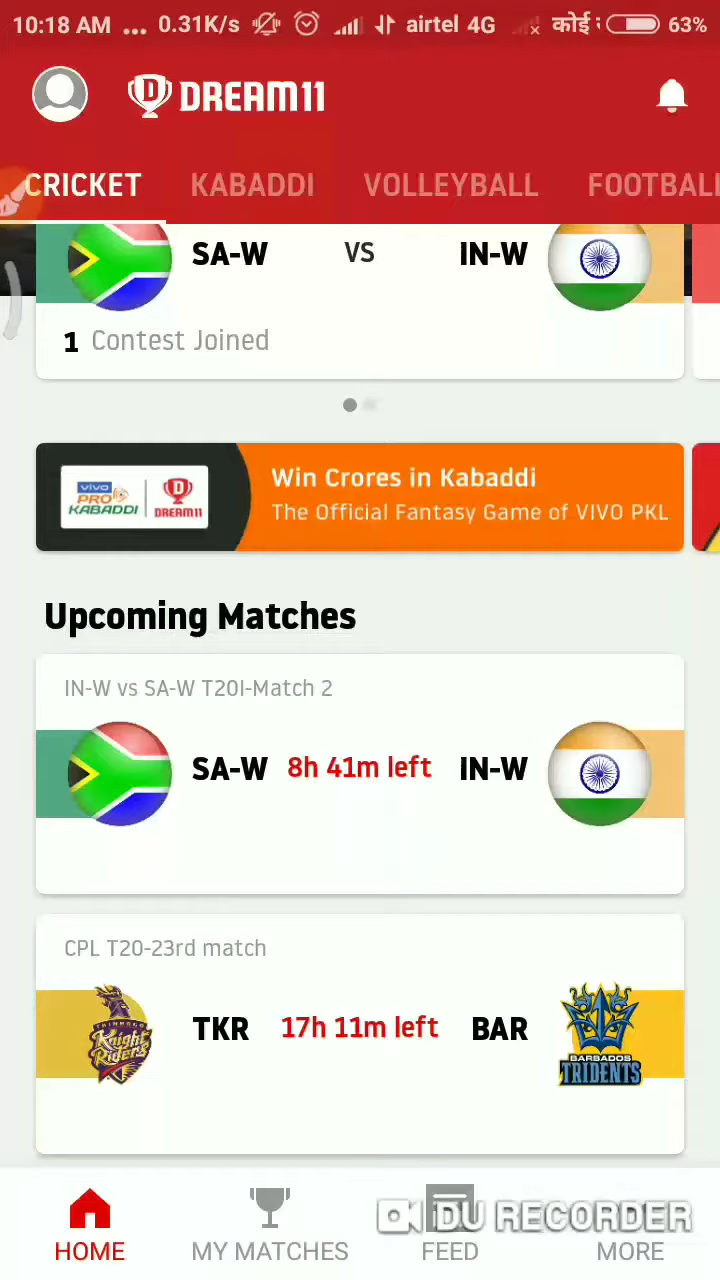 10:18 AM ... 0.31K/s airtel 4G कोई 63%
DREAM11
CRICKET KABADDI VOLLEYBALL FOOTBALL
SA-W VS IN-W
1 Contest Joined
VIVO PRO KABADDI DREAM11
Win Crores in Kabaddi
The Official Fantasy Game of VIVO PKL
Upcoming Matches
IN-W vs SA-W T20I-Match 2
SA-W 8h 41m left IN-W
CPL T20-23rd match
TRINBAGO Knight Riders
TKR 17h 11m left BAR
BARBADOS TRIDENTS
DU RECORDER
HOME MY MATCHES FEED MORE